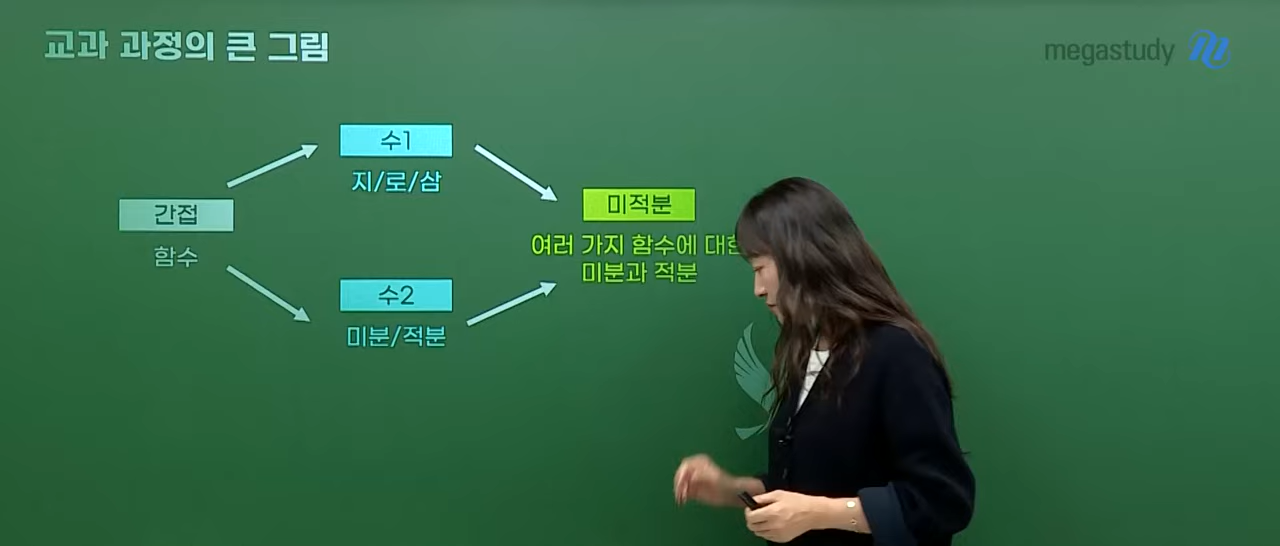 교과 과정의 큰 그림
megastudy
수1
지/로/삼
간접
함수
미적분
여러 가지 함수에
미분과 적분
수2
미분/적분